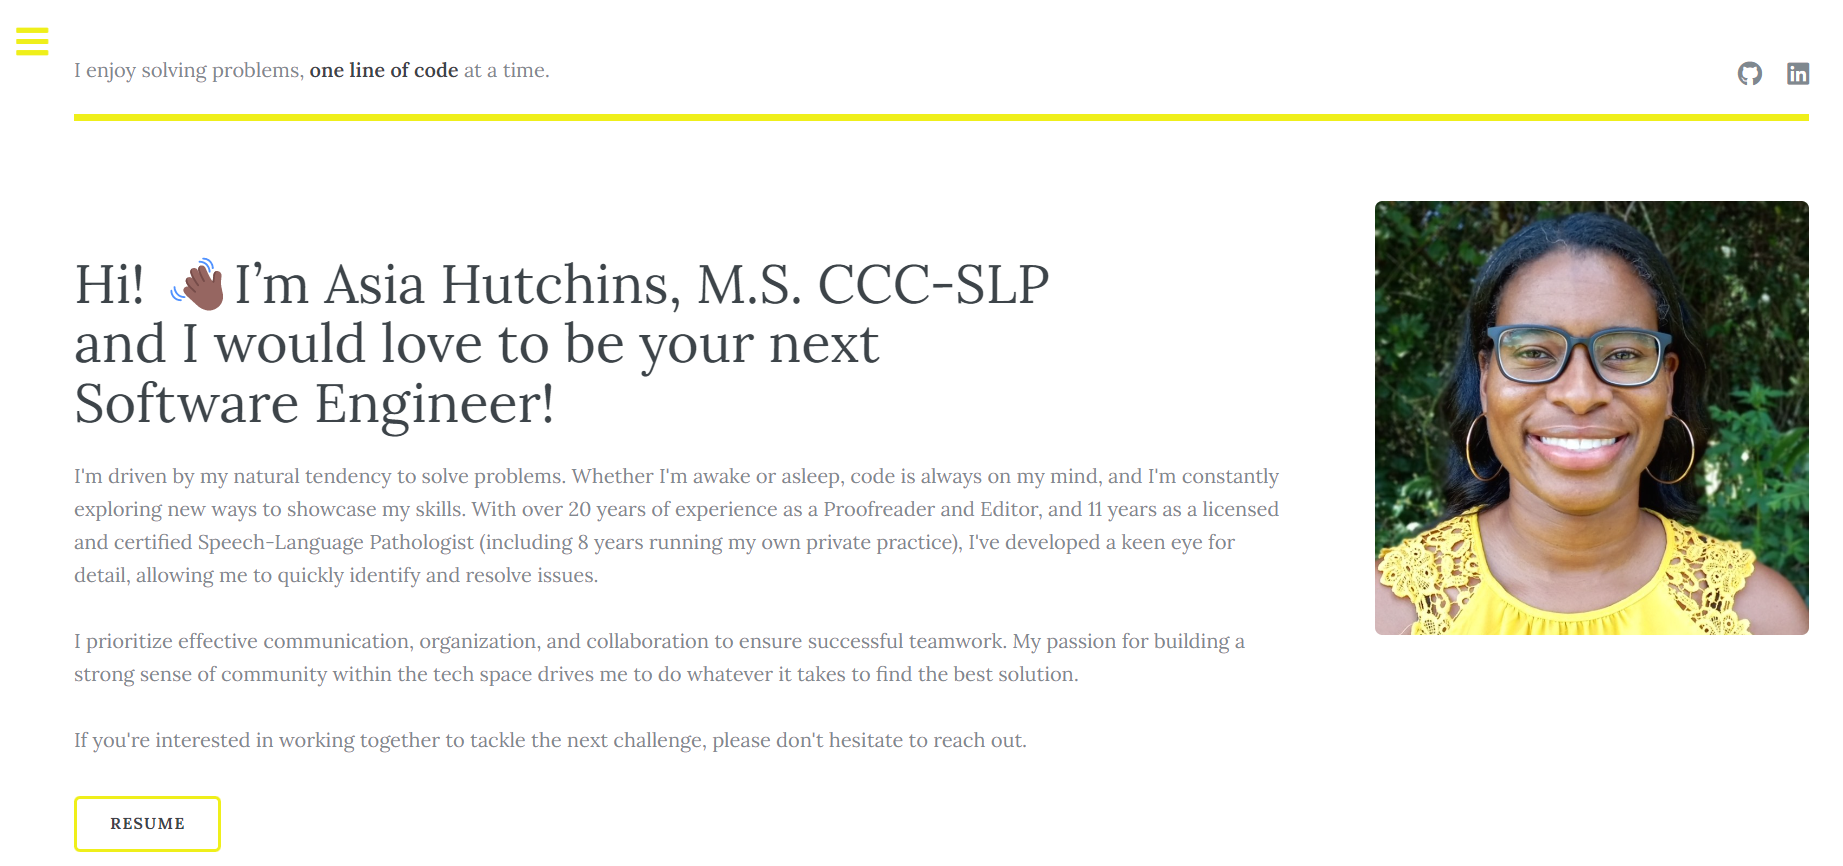 I enjoy solving problems, one line of code at a time.
Hi! 👋🏾 I’m Asia Hutchins, M.S. CCC-SLP
and I would love to be your next
Software Engineer!
I'm driven by my natural tendency to solve problems. Whether I'm awake or asleep, code is always on my mind, and I'm constantly
exploring new ways to showcase my skills. With over 20 years of experience as a Proofreader and Editor, and 11 years as a licensed
and certified Speech-Language Pathologist (including 8 years running my own private practice), I've developed a keen eye for
detail, allowing me to quickly identify and resolve issues.
I prioritize effective communication, organization, and collaboration to ensure successful teamwork. My passion for building a
strong sense of community within the tech space drives me to do whatever it takes to find the best solution.
If you're interested in working together to tackle the next challenge, please don't hesitate to reach out.
RESUME